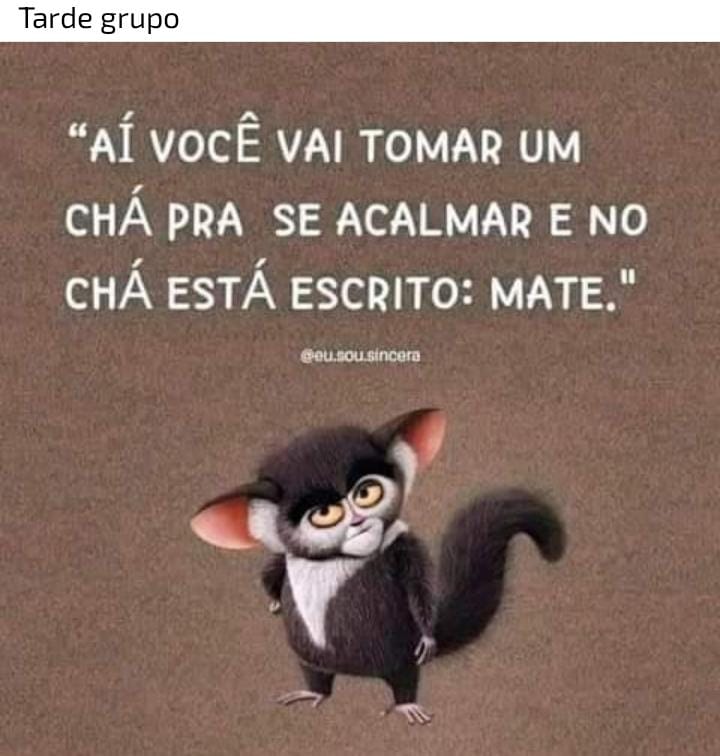 Tarde grupo
“AÍ VOCÊ VAI TOMAR UM
CHÁ PRA SE ACALMAR E NO
CHÁ ESTÁ ESCRITO: MATE."
@eu.sou.sincera